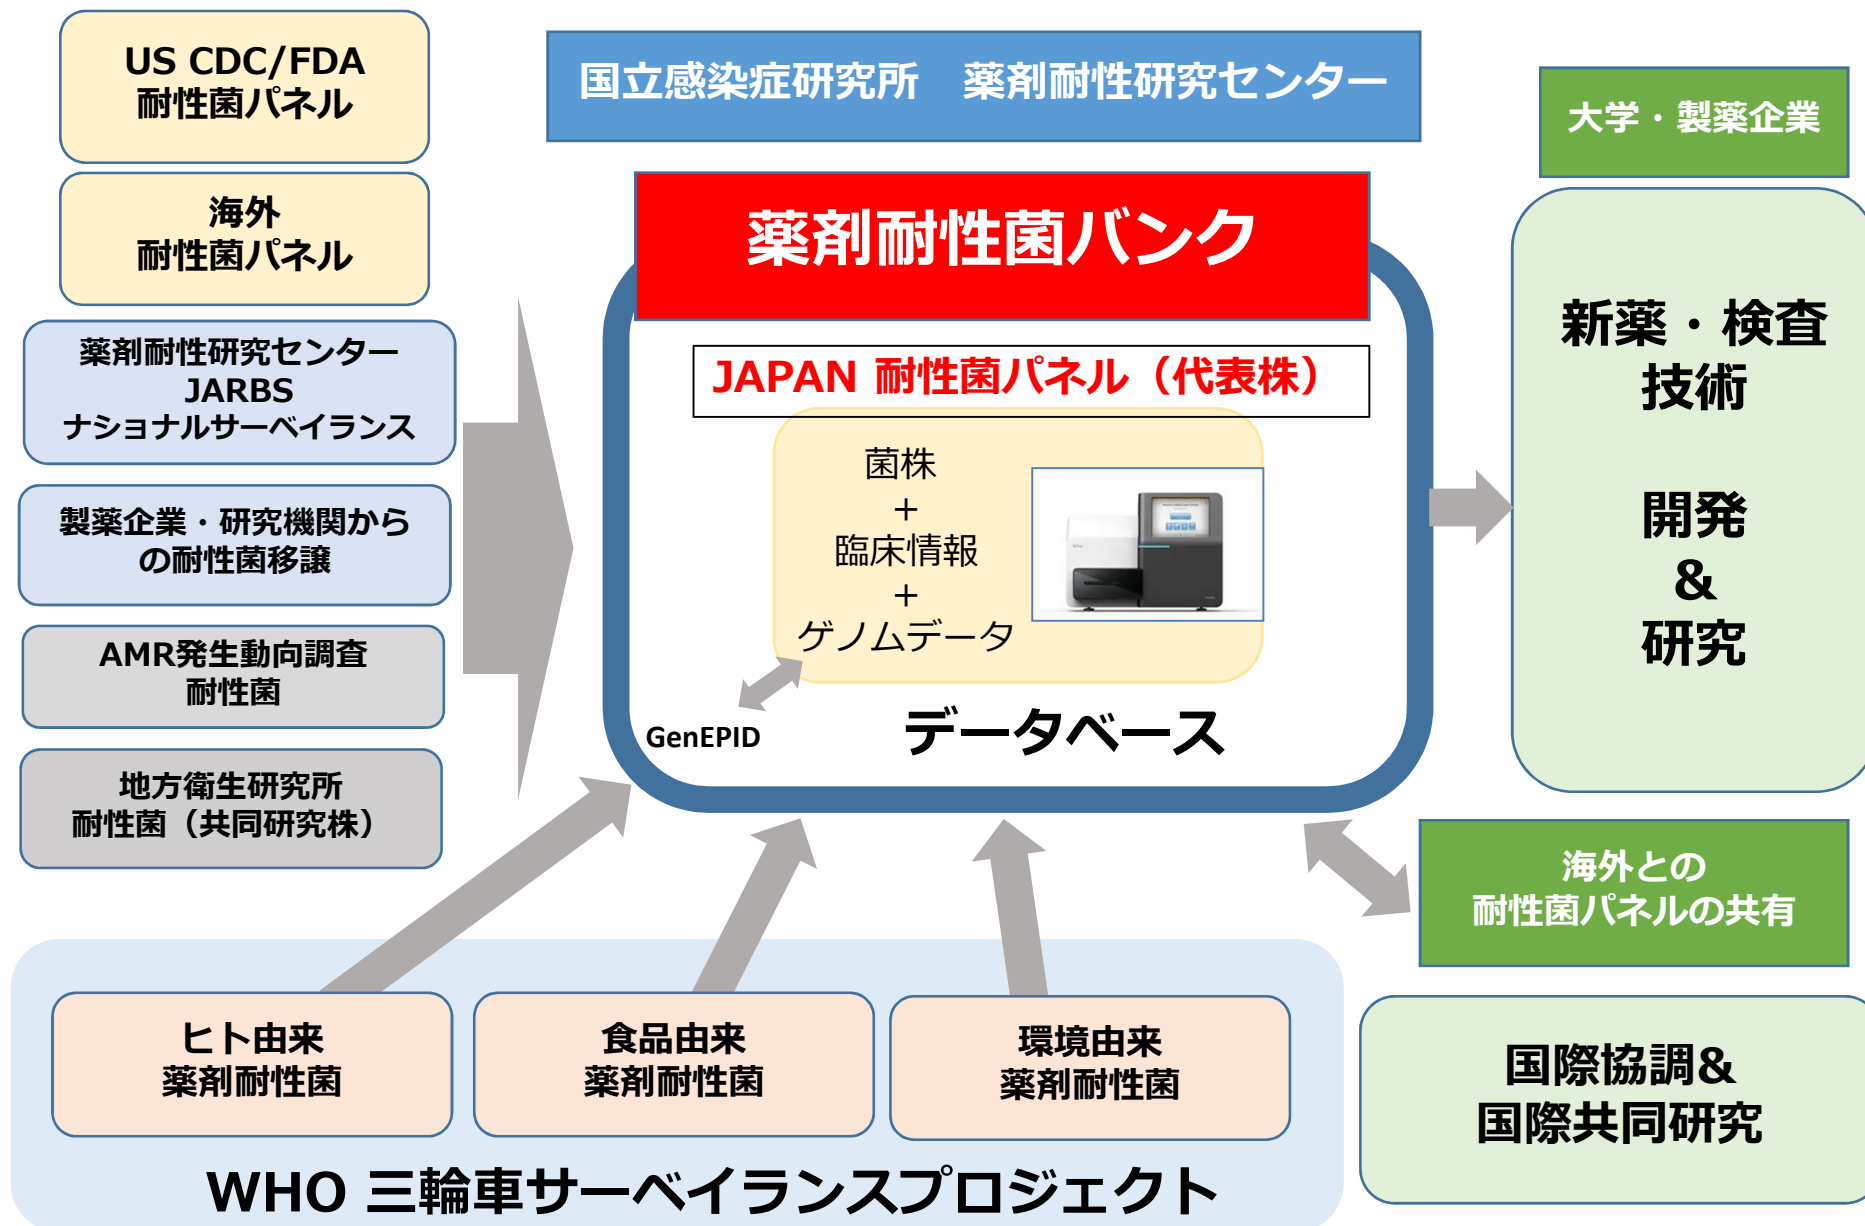 US CDC/FDA
耐性菌パネル
海外
耐性菌パネル
薬剤耐性研究センター
JARBS
ナショナルサーベイランス
製薬企業・研究機関から
の耐性菌移譲
AMR発生動向調査
耐性菌
地方衛生研究所
耐性菌（共同研究株）
国立感染症研究所　薬剤耐性研究センター
薬剤耐性菌バンク
JAPAN 耐性菌パネル（代表株）
菌株
+
臨床情報
+
ゲノムデータ
GenEPID
データベース
大学・製薬企業
新薬・検査
技術
開発
&
研究
海外との
耐性菌パネルの共有
国際協調&
国際共同研究
ヒト由来
薬剤耐性菌
食品由来
薬剤耐性菌
環境由来
薬剤耐性菌
WHO 三輪車サーベイランスプロジェクト